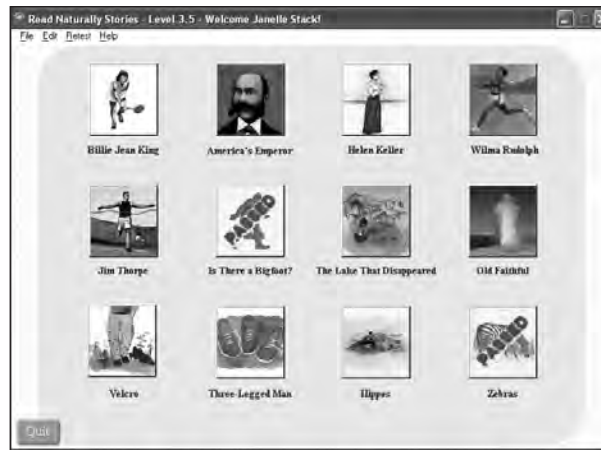 Read Naturally Stories - Level 3.5 - Welcome Janelle Stack!
File Edit Retest Help
Billie Jean King
America's Emperor
Helen Keller
Wilma Rudolph
PASSED
Jim Thorpe
Is There a Bigfoot?
The Lake That Disappeared
Old Faithful
PASSED
Velcro
Three-Legged Man
Hippos
Zebras
Quit